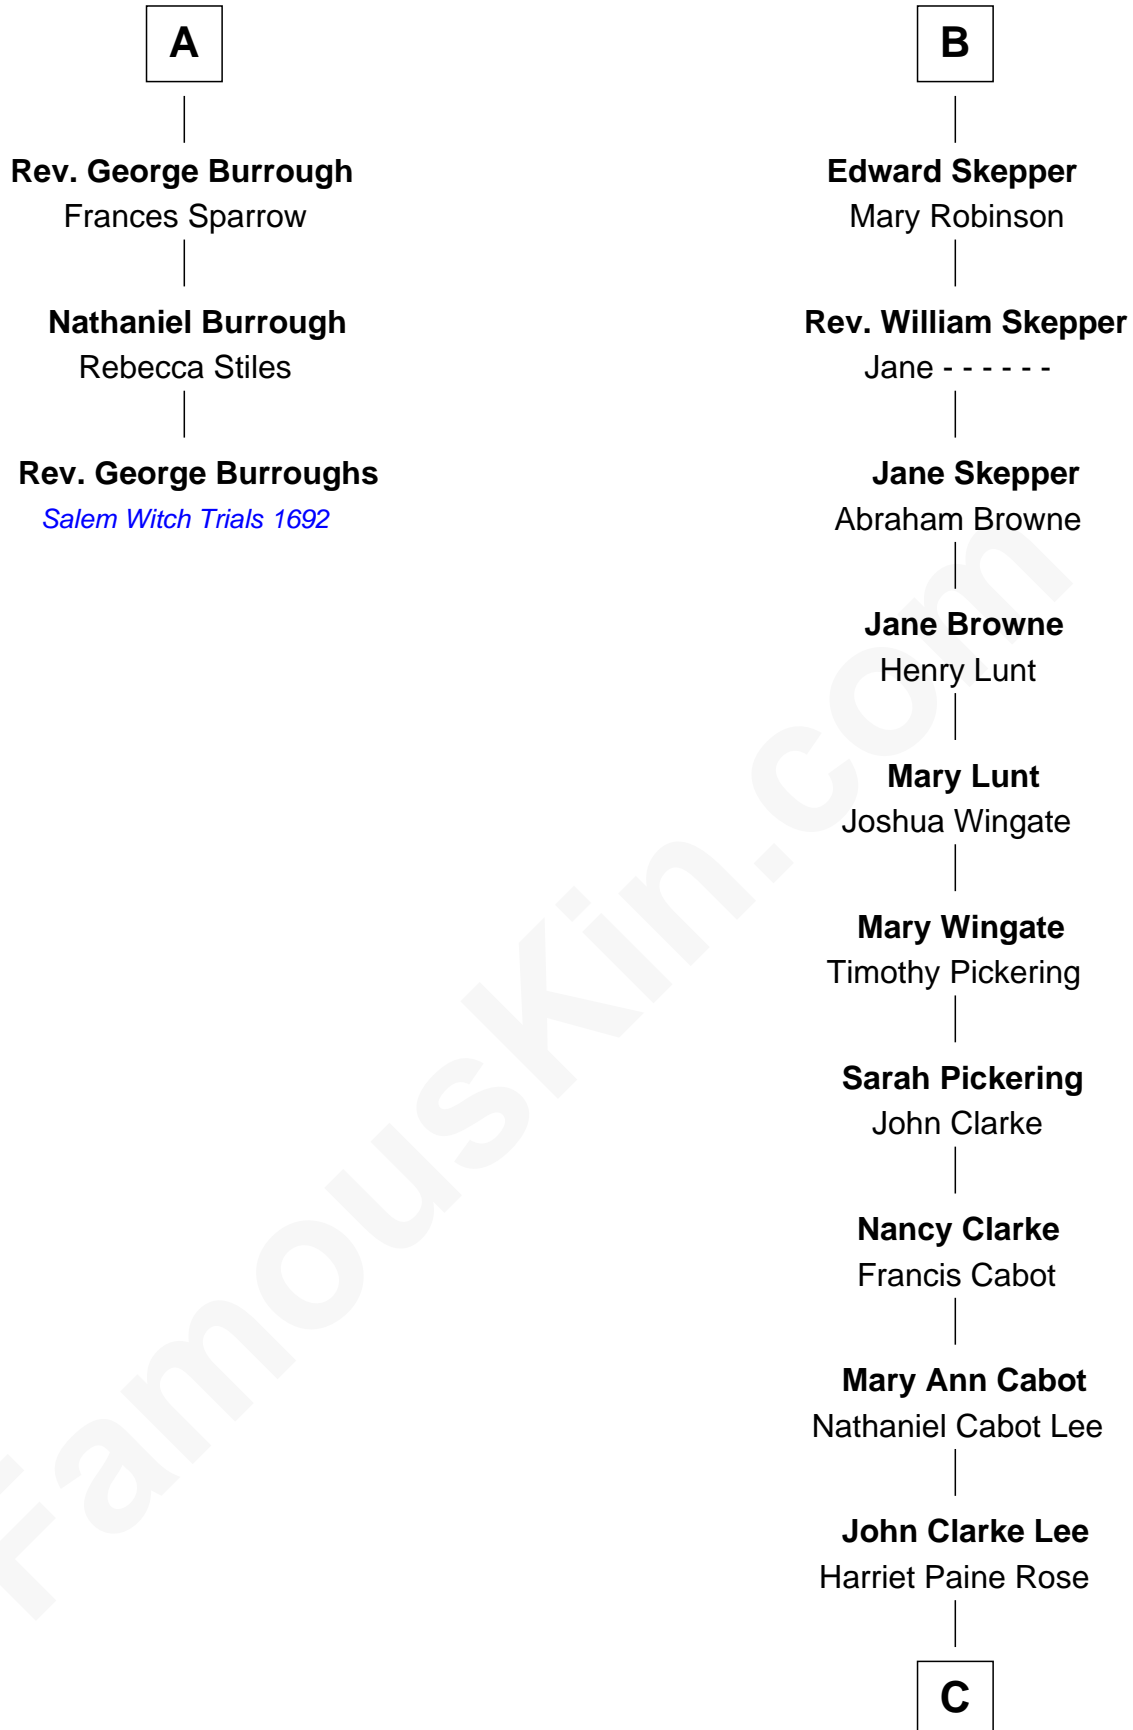 A
Rev. George Burrough
Frances Sparrow
Nathaniel Burrough
Rebecca Stiles
Rev. George Burroughs
Salem Witch Trials 1692
B
Edward Skepper
Mary Robinson
Rev. William Skepper
Jane - - - - - -
Jane Skepper
Abraham Browne
Jane Browne
Henry Lunt
Mary Lunt
Joshua Wingate
Mary Wingate
Timothy Pickering
Sarah Pickering
John Clarke
Nancy Clarke
Francis Cabot
Mary Ann Cabot
Nathaniel Cabot Lee
John Clarke Lee
Harriet Paine Rose
C
FamousKin.com